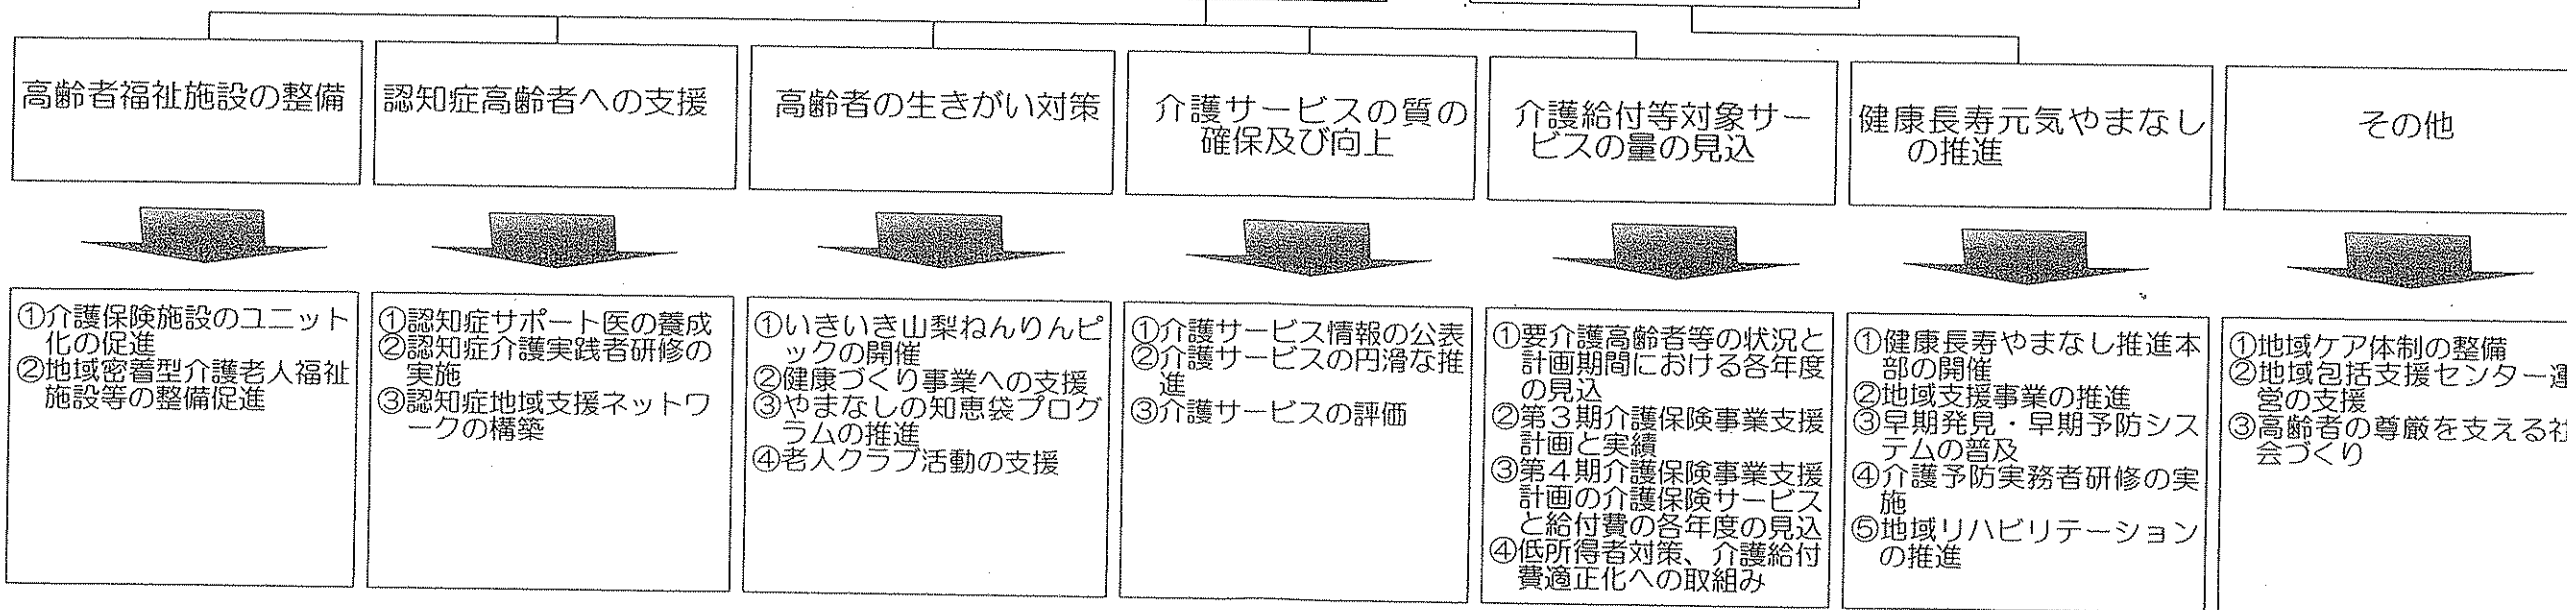 高齢者福祉施設の整備
認知症高齢者への支援
高齢者の生きがい対策
介護サービスの質の
確保及び向上
介護給付等対象サー
ビスの量の見込
健康長寿元気やまなし
の推進
その他
①介護保険施設のユニット
化の促進
②地域密着型介護老人福祉
施設等の整備促進
①認知症サポート医の養成
②認知症介護実践者研修の
実施
③認知症地域支援ネットワ
ークの構築
①いきいき山梨ねんりんピ
ックの開催
②健康づくり事業への支援
③やまなしの知恵袋プログ
ラムの推進
④老人クラブ活動の支援
①介護サービス情報の公表
②介護サービスの円滑な推
進
③介護サービスの評価
①要介護高齢者等の状況と
計画期間における各年度
の見込
②第3期介護保険事業支援
計画と実績
③第4期介護保険事業支援
計画の介護保険サービス
と給付費の各年度の見込
④低所得者対策、介護給付
費適正化への取組み
①健康長寿やまなし推進本
部の開催
②地域支援事業の推進
③早期発見・早期予防シス
テムの普及
④介護予防実務者研修の実
施
⑤地域リハビリテーション
の推進
①地域ケア体制の整備
②地域包括支援センター運
営の支援
③高齢者の尊厳を支える社
会づくり